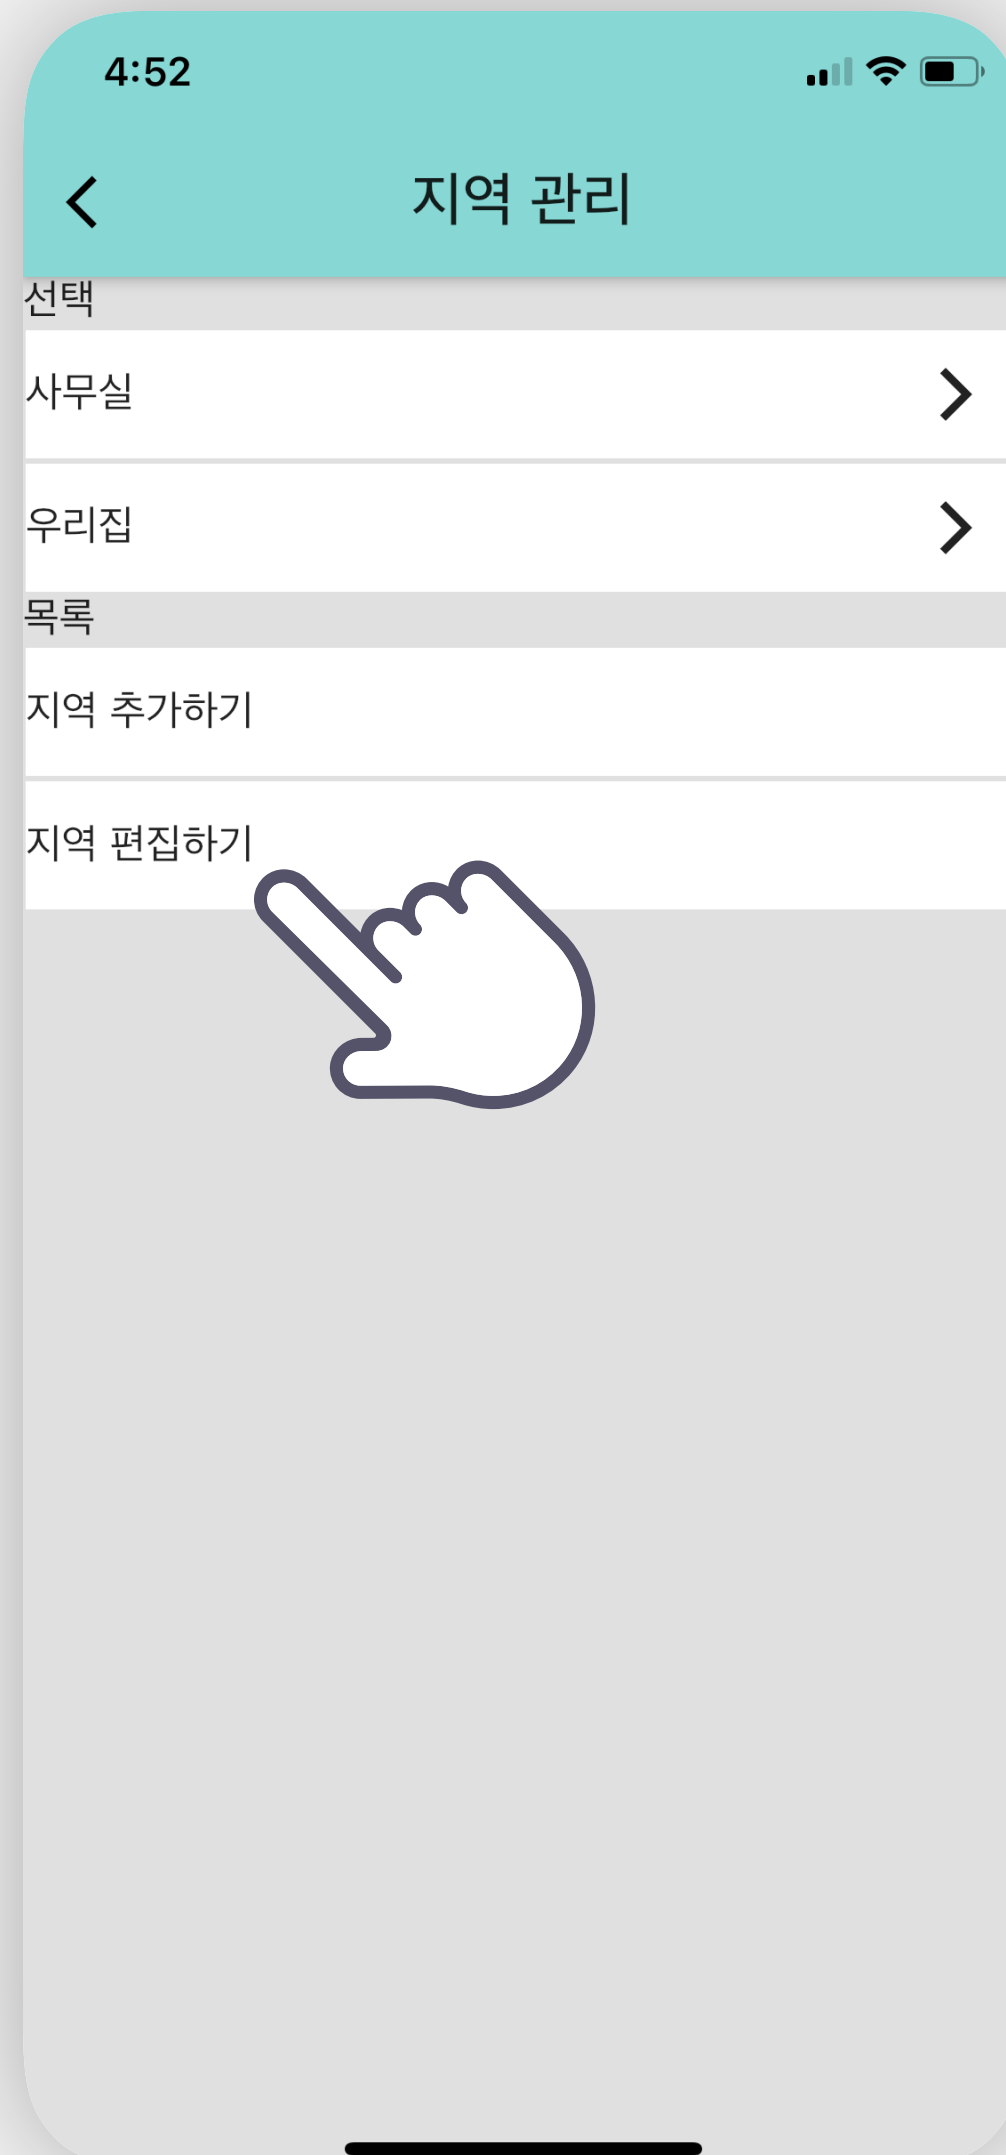 4:52
지역 관리
선택
사무실
우리집
목록
지역 추가하기
지역 편집하기